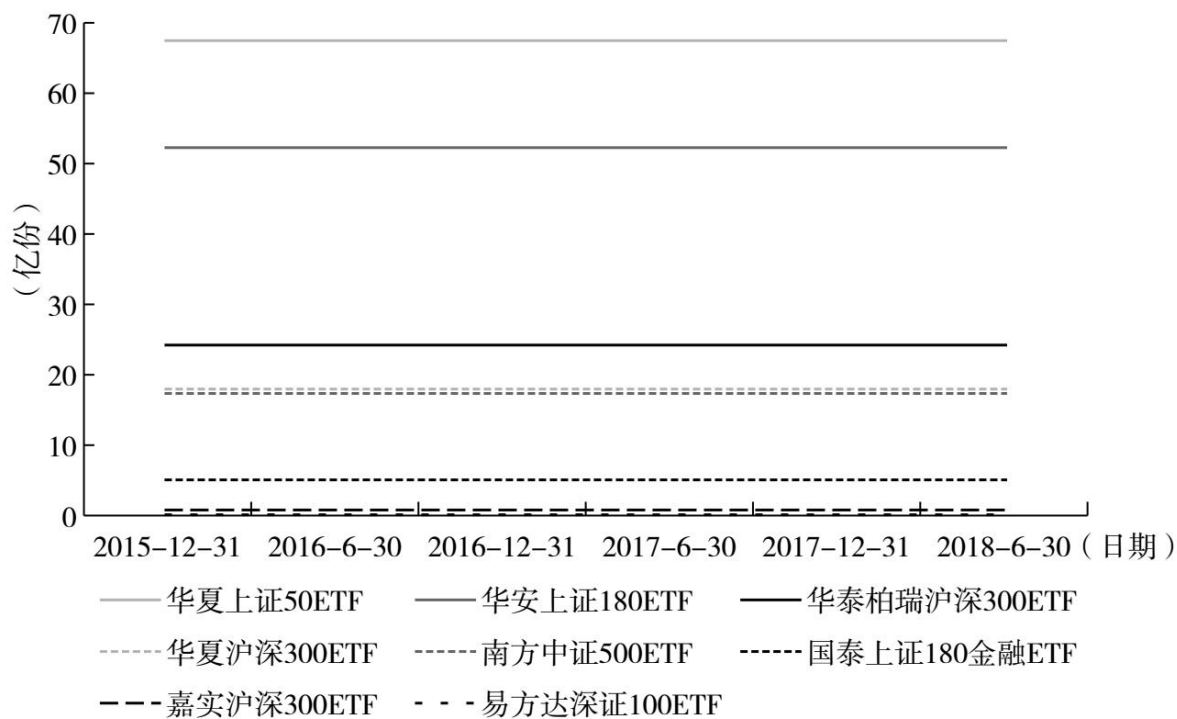 70
60
50
40
30
20
10
0
（亿份）
2015-12-31 2016-6-30 2016-12-31 2017-6-30 2017-12-31 2018-6-30（日期）
华夏上证50ETF 华安上证180ETF 华泰柏瑞沪深300ETF
华夏沪深300ETF 南方中证500ETF 国泰上证180金融ETF
嘉实沪深300ETF 易方达深证100ETF